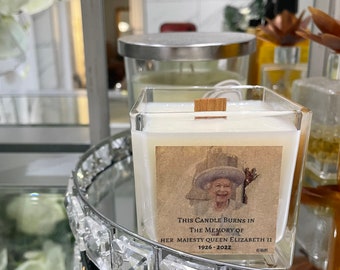 THIS CANDLE BURNS IN
THE MEMORY OF
HER MAJESTY QUEEN ELIZABETH II
1926 - 2022